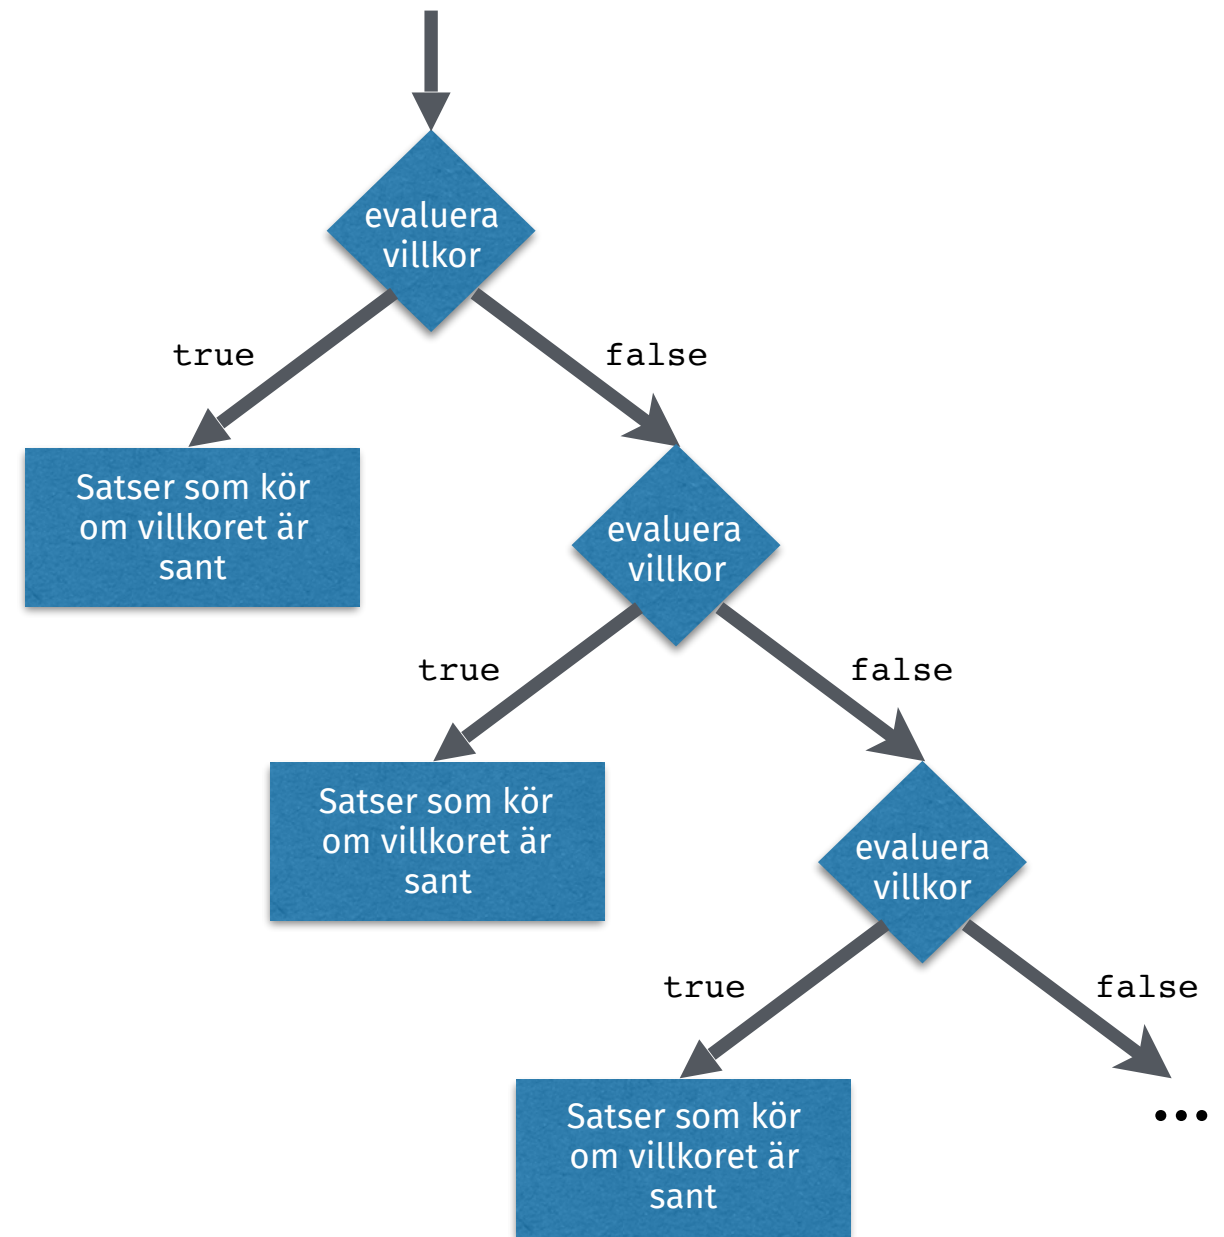 evaluera
villkor
true
false
Satser som kör
om villkoret är
sant
evaluera
villkor
true
false
Satser som kör
om villkoret är
sant
evaluera
villkor
true
false
Satser som kör
om villkoret är
sant
...